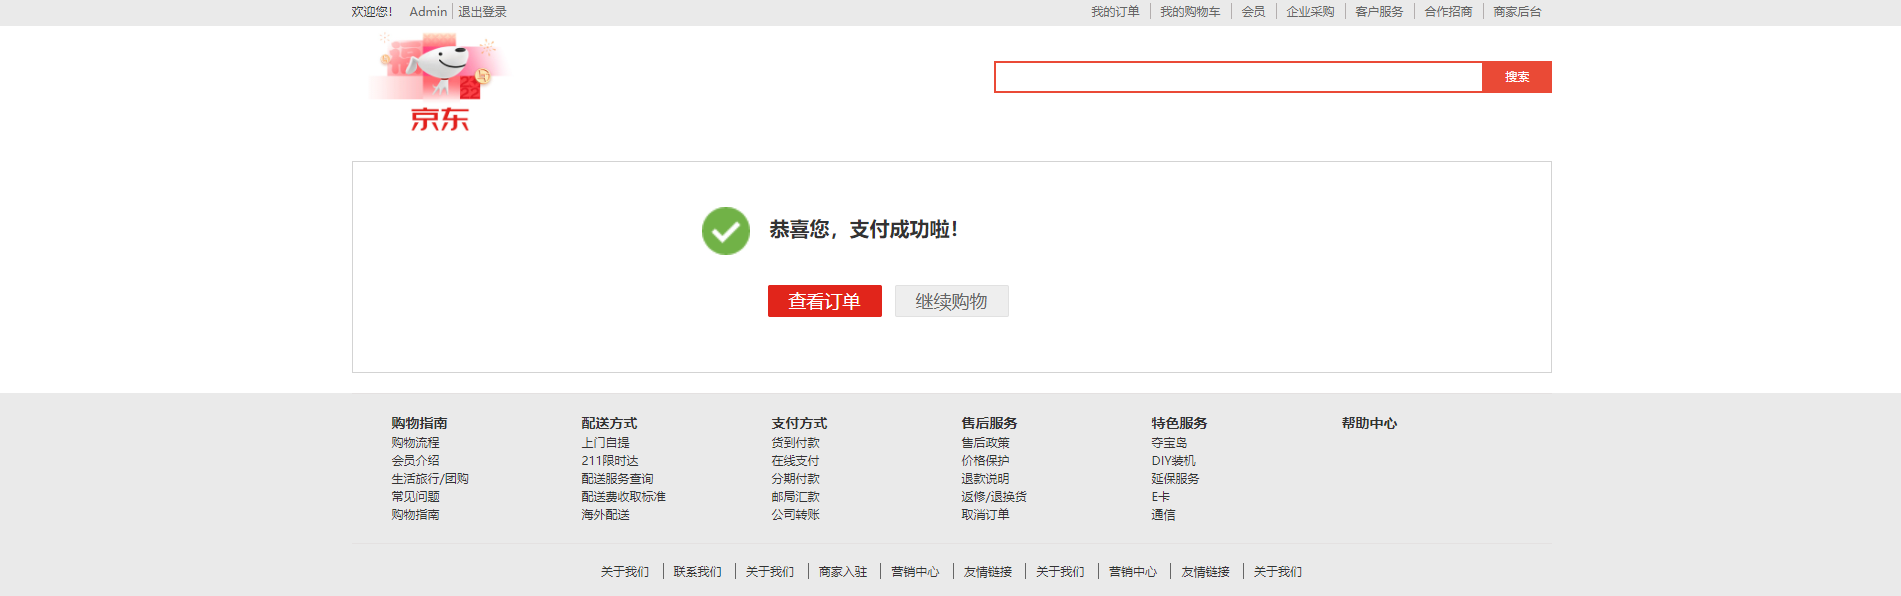 欢迎您! Admin 退出登录 我的订单 我的购物车 会员 企业采购 客户服务 合作招商 商家后台
搜索
京东
恭喜您，支付成功啦！
查看订单 继续购物
购物指南 配送方式 支付方式 售后服务 特色服务 帮助中心
购物流程 上门自提 货到付款 售后政策 夺宝岛
会员介绍 211限时达 在线支付 价格保护 DIY装机
生活旅行/团购 配送服务查询 分期付款 退款说明 延保服务
常见问题 配送费收取标准 邮局汇款 返修/退换货 E卡
购物指南 海外配送 公司转账 取消订单 通信
关于我们 联系我们 关于我们 商家入驻 营销中心 友情链接 关于我们 营销中心 友情链接 关于我们